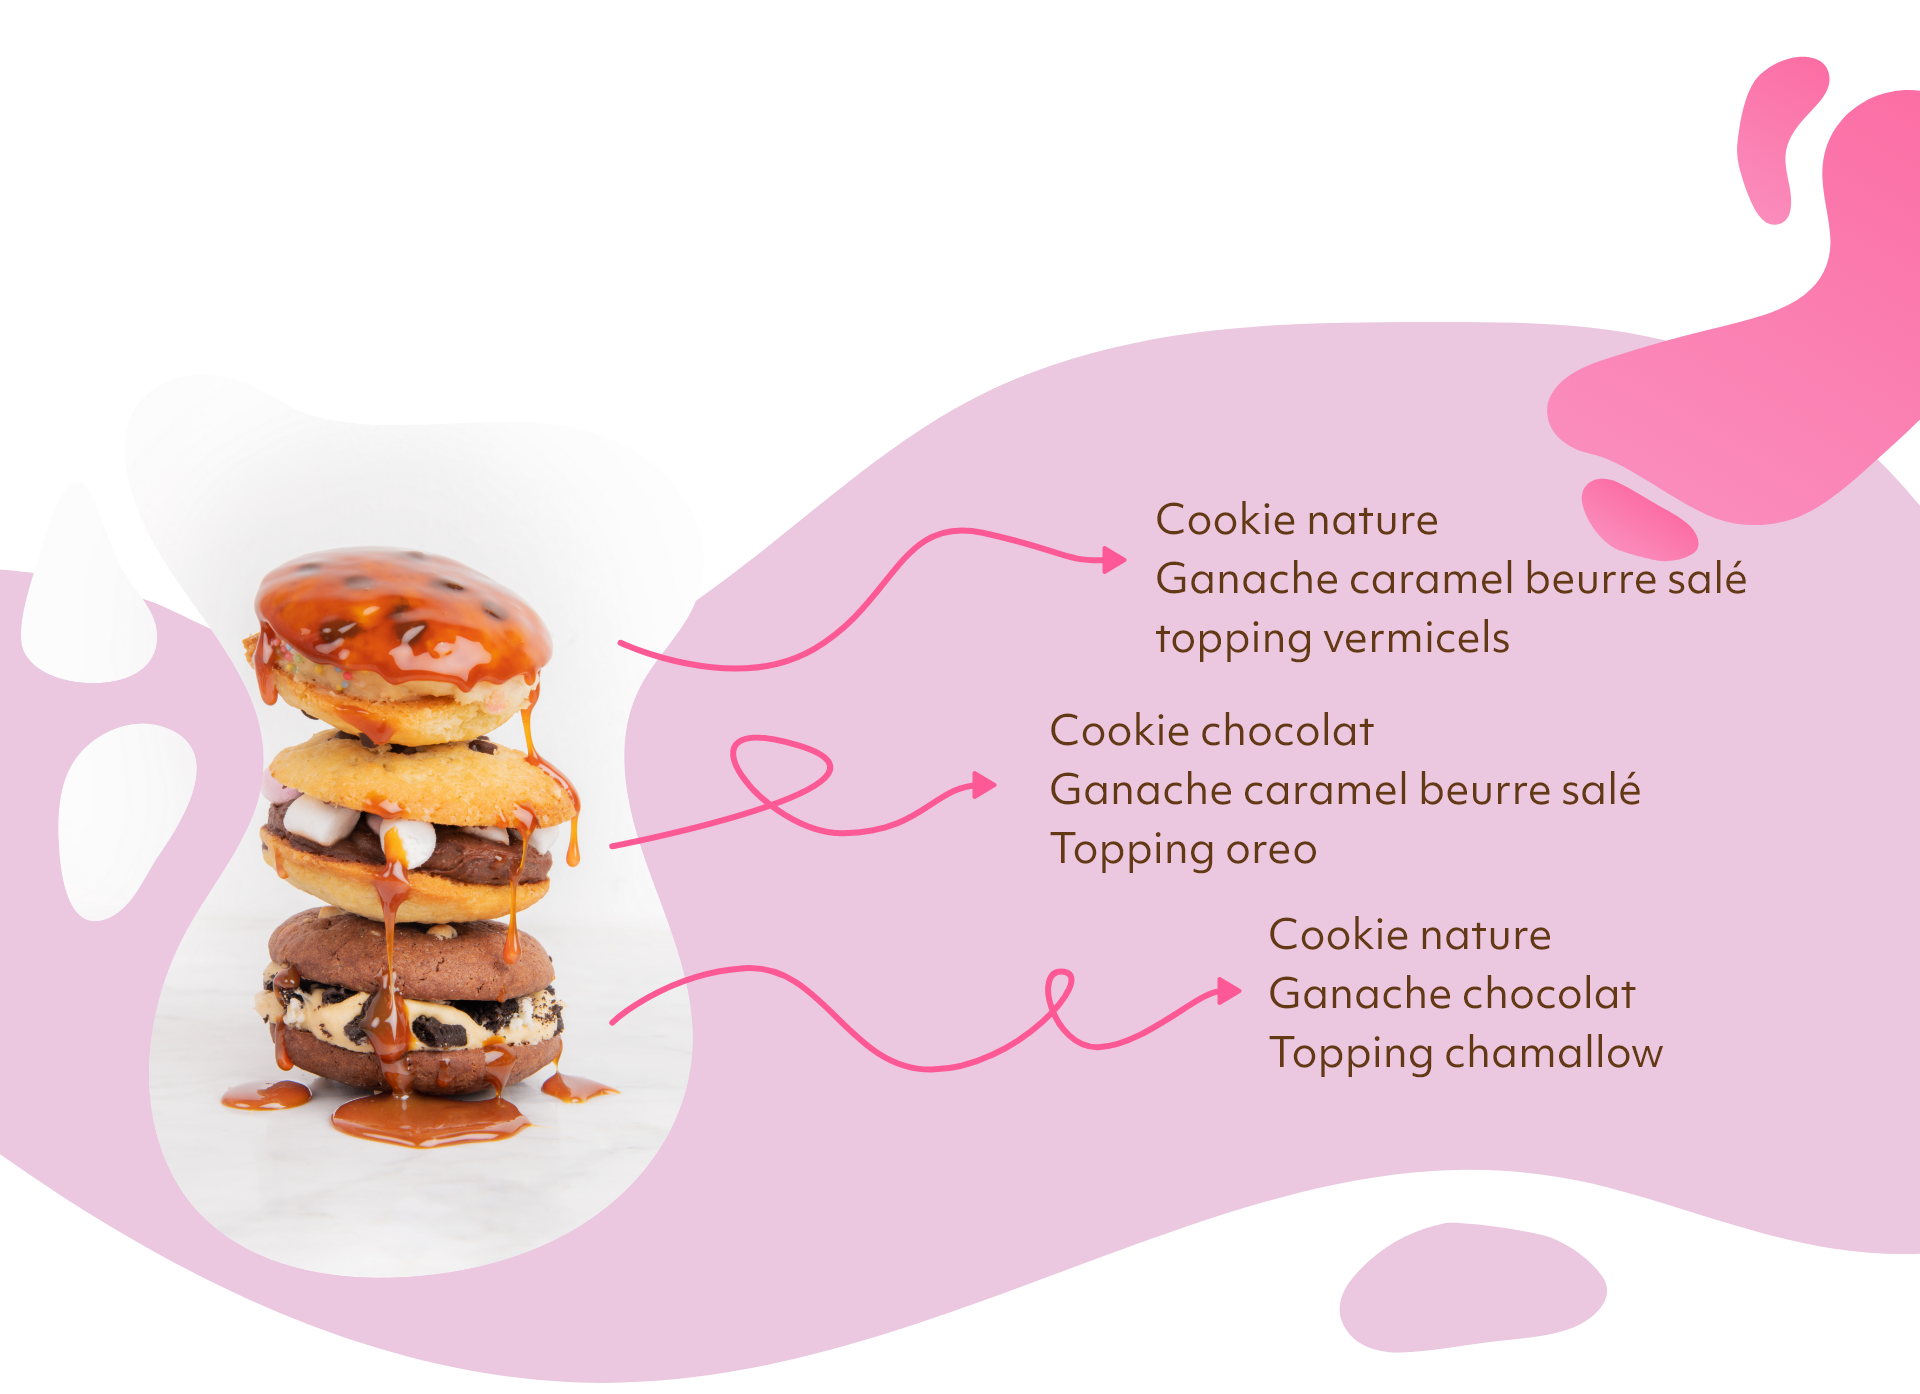 Cookie nature
Ganache caramel beurre salé
topping vermicels
Cookie chocolat
Ganache caramel beurre salé
Topping oreo
Cookie nature
Ganache chocolat
Topping chamallow